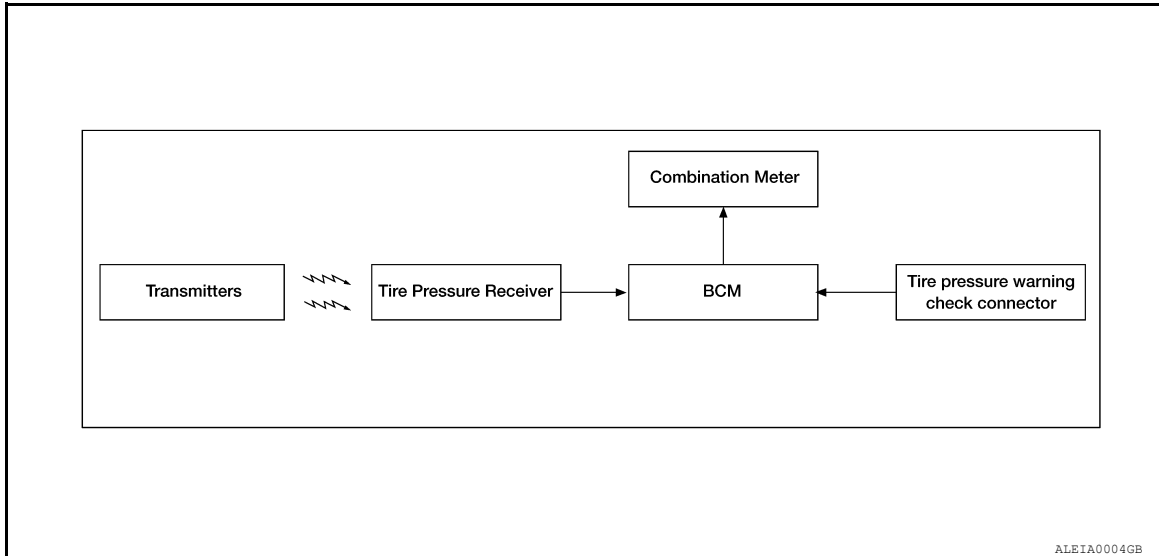 Combination Meter
Transmitters
Tire Pressure Receiver
BCM
Tire pressure warning
check connector
ALEIA0004GB